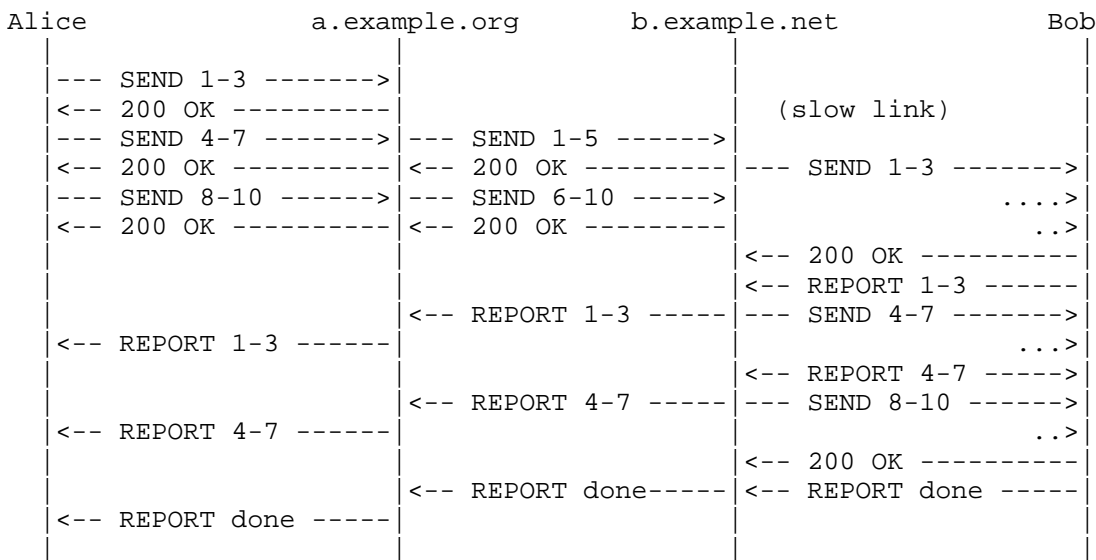 Alice                  a.example.org         b.example.net                Bob
   |                        |                      |                       |
   |--- SEND 1-3 ------->|                      |                       |
   |<-- 200 OK ----------|                      |  (slow link)          |
   |--- SEND 4-7 ------->|--- SEND 1-5 ------>|                       |
   |<-- 200 OK ----------|<-- 200 OK ---------|--- SEND 1-3 ------->|
   |--- SEND 8-10 ------>|--- SEND 6-10 ----->|                ....>|
   |<-- 200 OK ----------|<-- 200 OK ---------|                  ..>|
   |                        |                      |<-- 200 OK ----------|
   |                        |                      |<-- REPORT 1-3 ------|
   |                        |<-- REPORT 1-3 -----|--- SEND 4-7 ------->|
   |<-- REPORT 1-3 ------|                      |                 ...>|
   |                        |                      |<-- REPORT 4-7 ----->|
   |                        |<-- REPORT 4-7 -----|--- SEND 8-10 ------>|
   |<-- REPORT 4-7 ------|                      |                  ..>|
   |                        |                      |<-- 200 OK ----------|
   |                        |<-- REPORT done-----|<-- REPORT done -----|
   |<-- REPORT done -----|                      |                       |
   |                        |                      |                       |